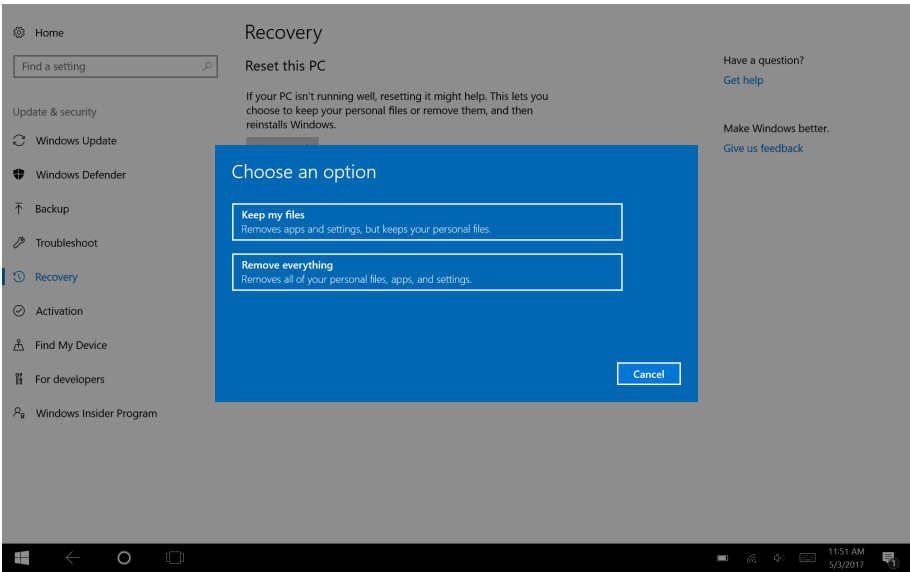 Home
Find a setting
Update & security
Windows Update
Windows Defender
Backup
Troubleshoot
Recovery
Activation
Find My Device
For developers
Windows Insider Program
Recovery
Reset this PC
If your PC isn't running well, resetting it might help. This lets you
choose to keep your personal files or remove them, and then
reinstalls Windows.
Choose an option
Keep my files
Removes apps and settings, but keeps your personal files.
Remove everything
Removes all of your personal files, apps, and settings.
Cancel
Have a question?
Get help
Make Windows better.
Give us feedback
11:51 AM
5/3/2017
1